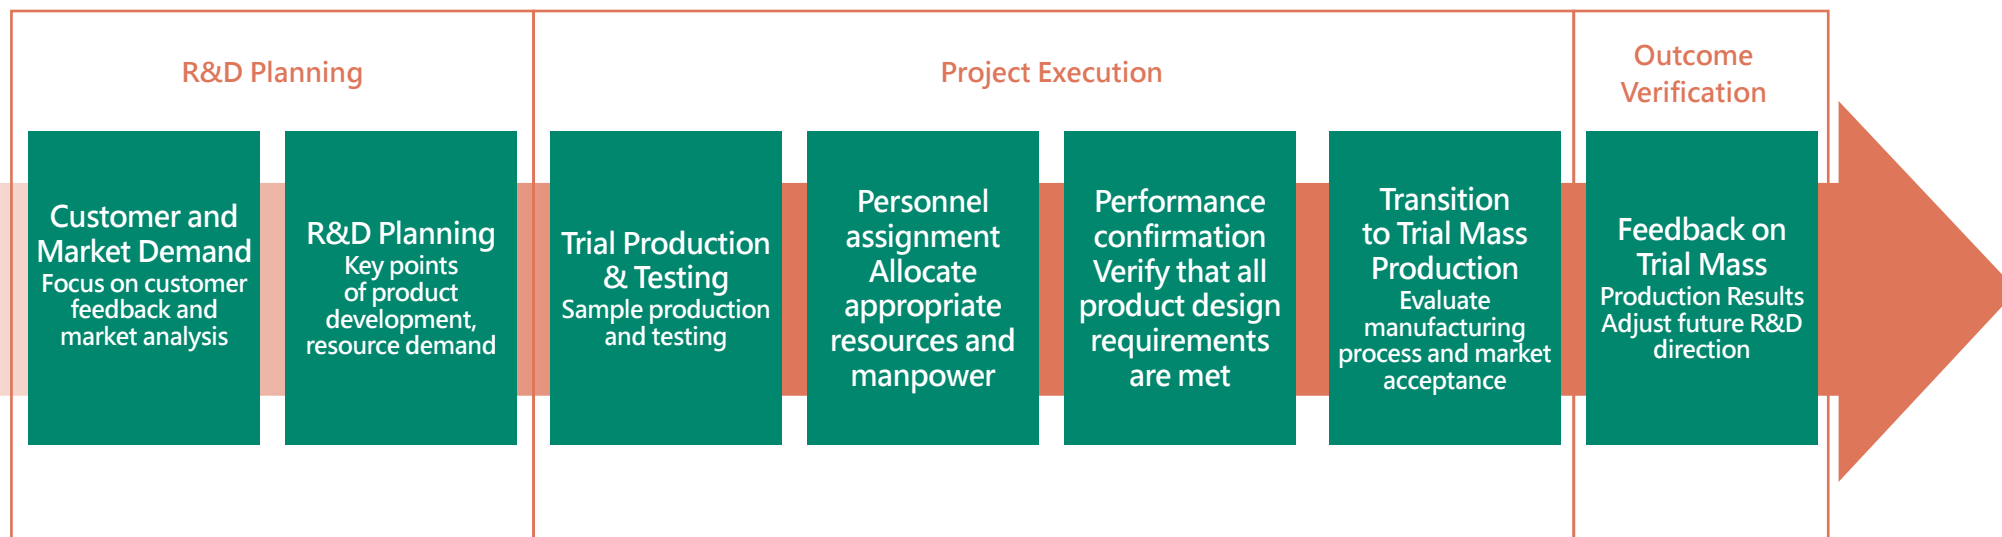 R&D Planning
Project Execution
Outcome
Verification
Customer and
Market Demand
Focus on customer
feedback and
market analysis
R&D Planning
Key points
of product
development,
resource demand
Trial Production
& Testing
Sample production
and testing
Personnel
assignment
Allocate
appropriate
resources and
manpower
Performance
confirmation
Verify that all
product design
requirements
are met
Transition
to Trial Mass
Production
Evaluate
manufacturing
process and market
acceptance
Feedback on
Trial Mass
Production Results
Adjust future R&D
direction